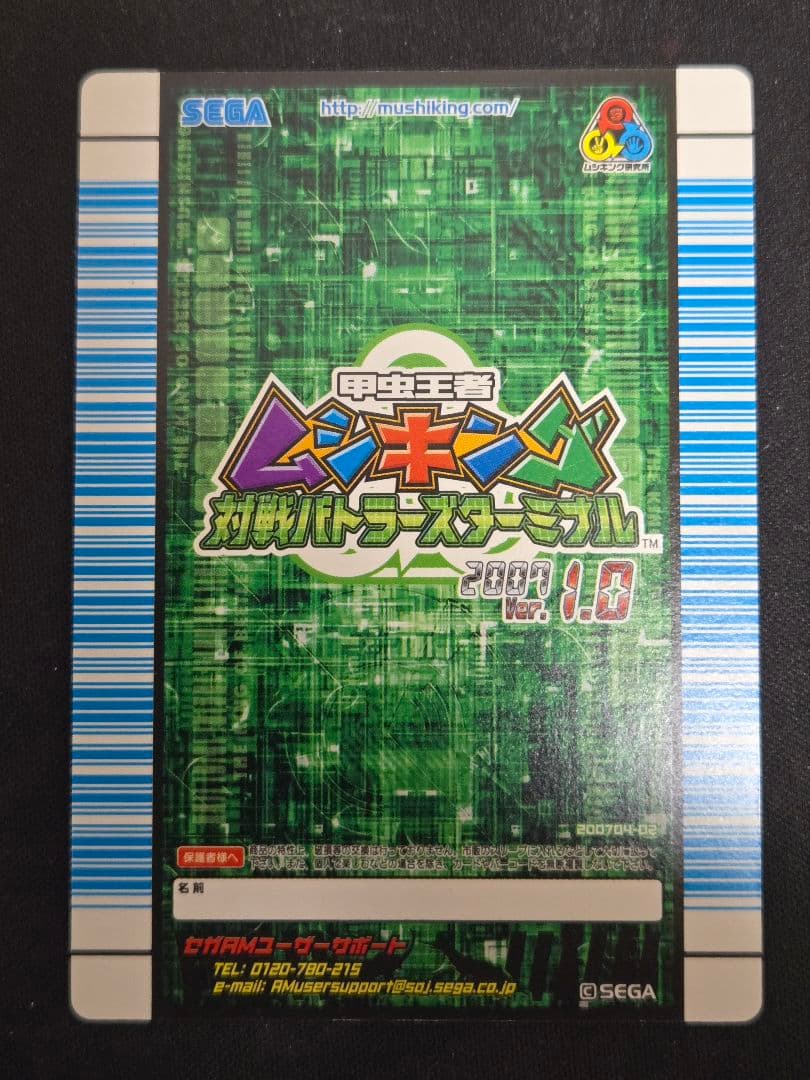 SEGA
http://mushiking.com/
ムシキング研究所
甲虫王者
ムシキング
対戦バトラーズターミナル
TM
2007
Ver. 1.0
200704-02
保護者様へ
名前
セガAMユーザーサポート
TEL: 0120-780-215
e-mail: AMusersupport@soj.sega.co.jp
©SEGA